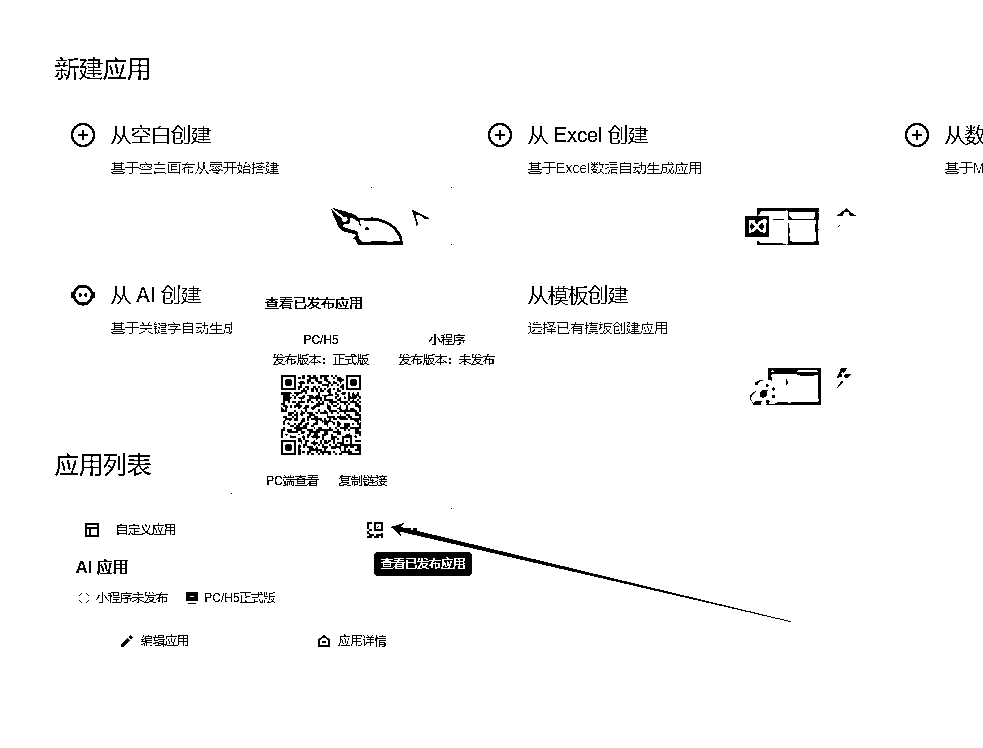 新建应用
从空白创建
基于空白画布从零开始搭建
从 Excel 创建
基于Excel数据自动生成应用
从数
基于M
从 AI 创建
基于关键字自动生成
从模板创建
选择已有模板创建应用
查看已发布应用
PC/H5
发布版本：正式版
小程序
发布版本：未发布
PC端查看
复制链接
应用列表
自定义应用
查看已发布应用
AI 应用
小程序未发布
PC/H5正式版
编辑应用
应用详情